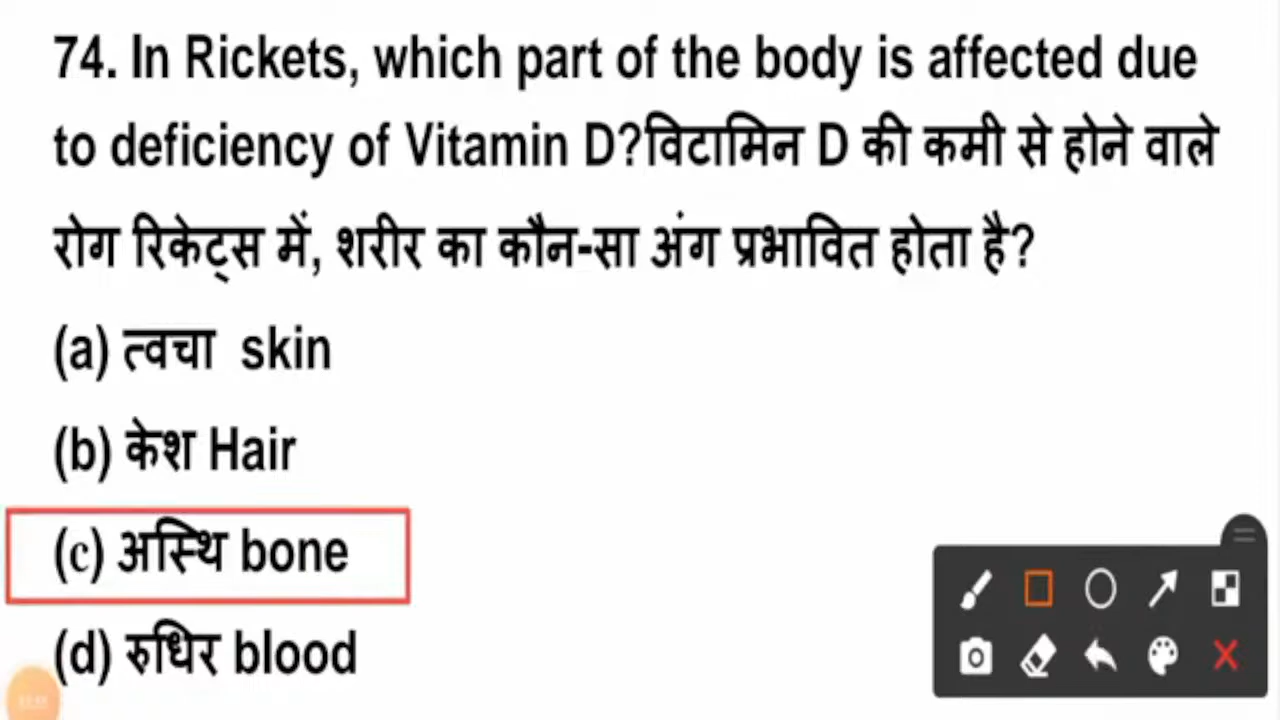 74. In Rickets, which part of the body is affected due
to deficiency of Vitamin D?विटामिन D की कमी से होने वाले
रोग रिकेट्स में, शरीर का कौन-सा अंग प्रभावित होता है?
(a) त्वचा skin
(b) केश Hair
(c) अस्थि bone
(d) रुधिर blood